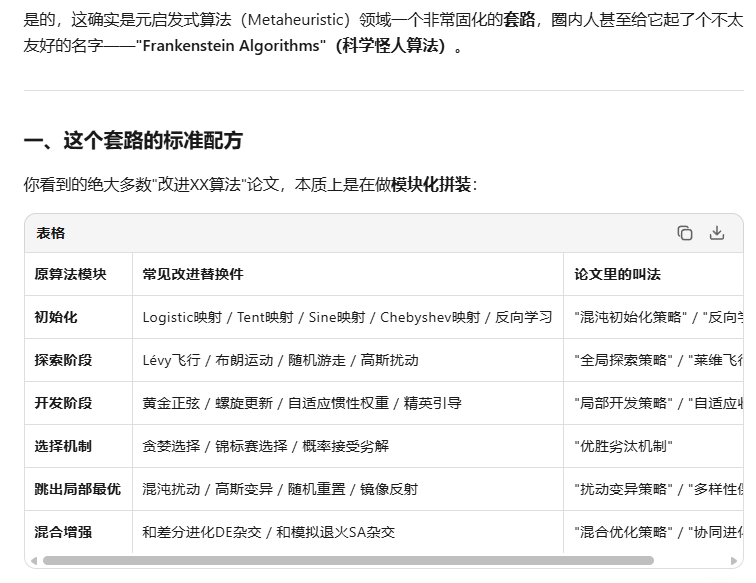 是的，这确实是元启发式算法（Metaheuristic）领域一个非常固化的套路，圈内人甚至给它起了个不太
友好的名字——"Frankenstein Algorithms"（科学怪人算法）。
一、这个套路的标准配方
你看到的绝大多数"改进XX算法"论文，本质上是在做模块化拼装：
表格
原算法模块 常见改进替换件 论文里的叫法
初始化 Logistic映射 / Tent映射 / Sine映射 / Chebyshev映射 / 反向学习 "混沌初始化策略" / "反向
探索阶段 Lévy飞行 / 布朗运动 / 随机游走 / 高斯扰动 "全局探索策略" / "莱维飞
开发阶段 黄金正弦 / 螺旋更新 / 自适应惯性权重 / 精英引导 "局部开发策略" / "自适应
选择机制 贪婪选择 / 锦标赛选择 / 概率接受劣解 "优胜劣汰机制"
跳出局部最优 混沌扰动 / 高斯变异 / 随机重置 / 镜像反射 "扰动变异策略" / "多样性
混合增强 和差分进化DE杂交 / 和模拟退火SA杂交 "混合优化策略" / "协同进